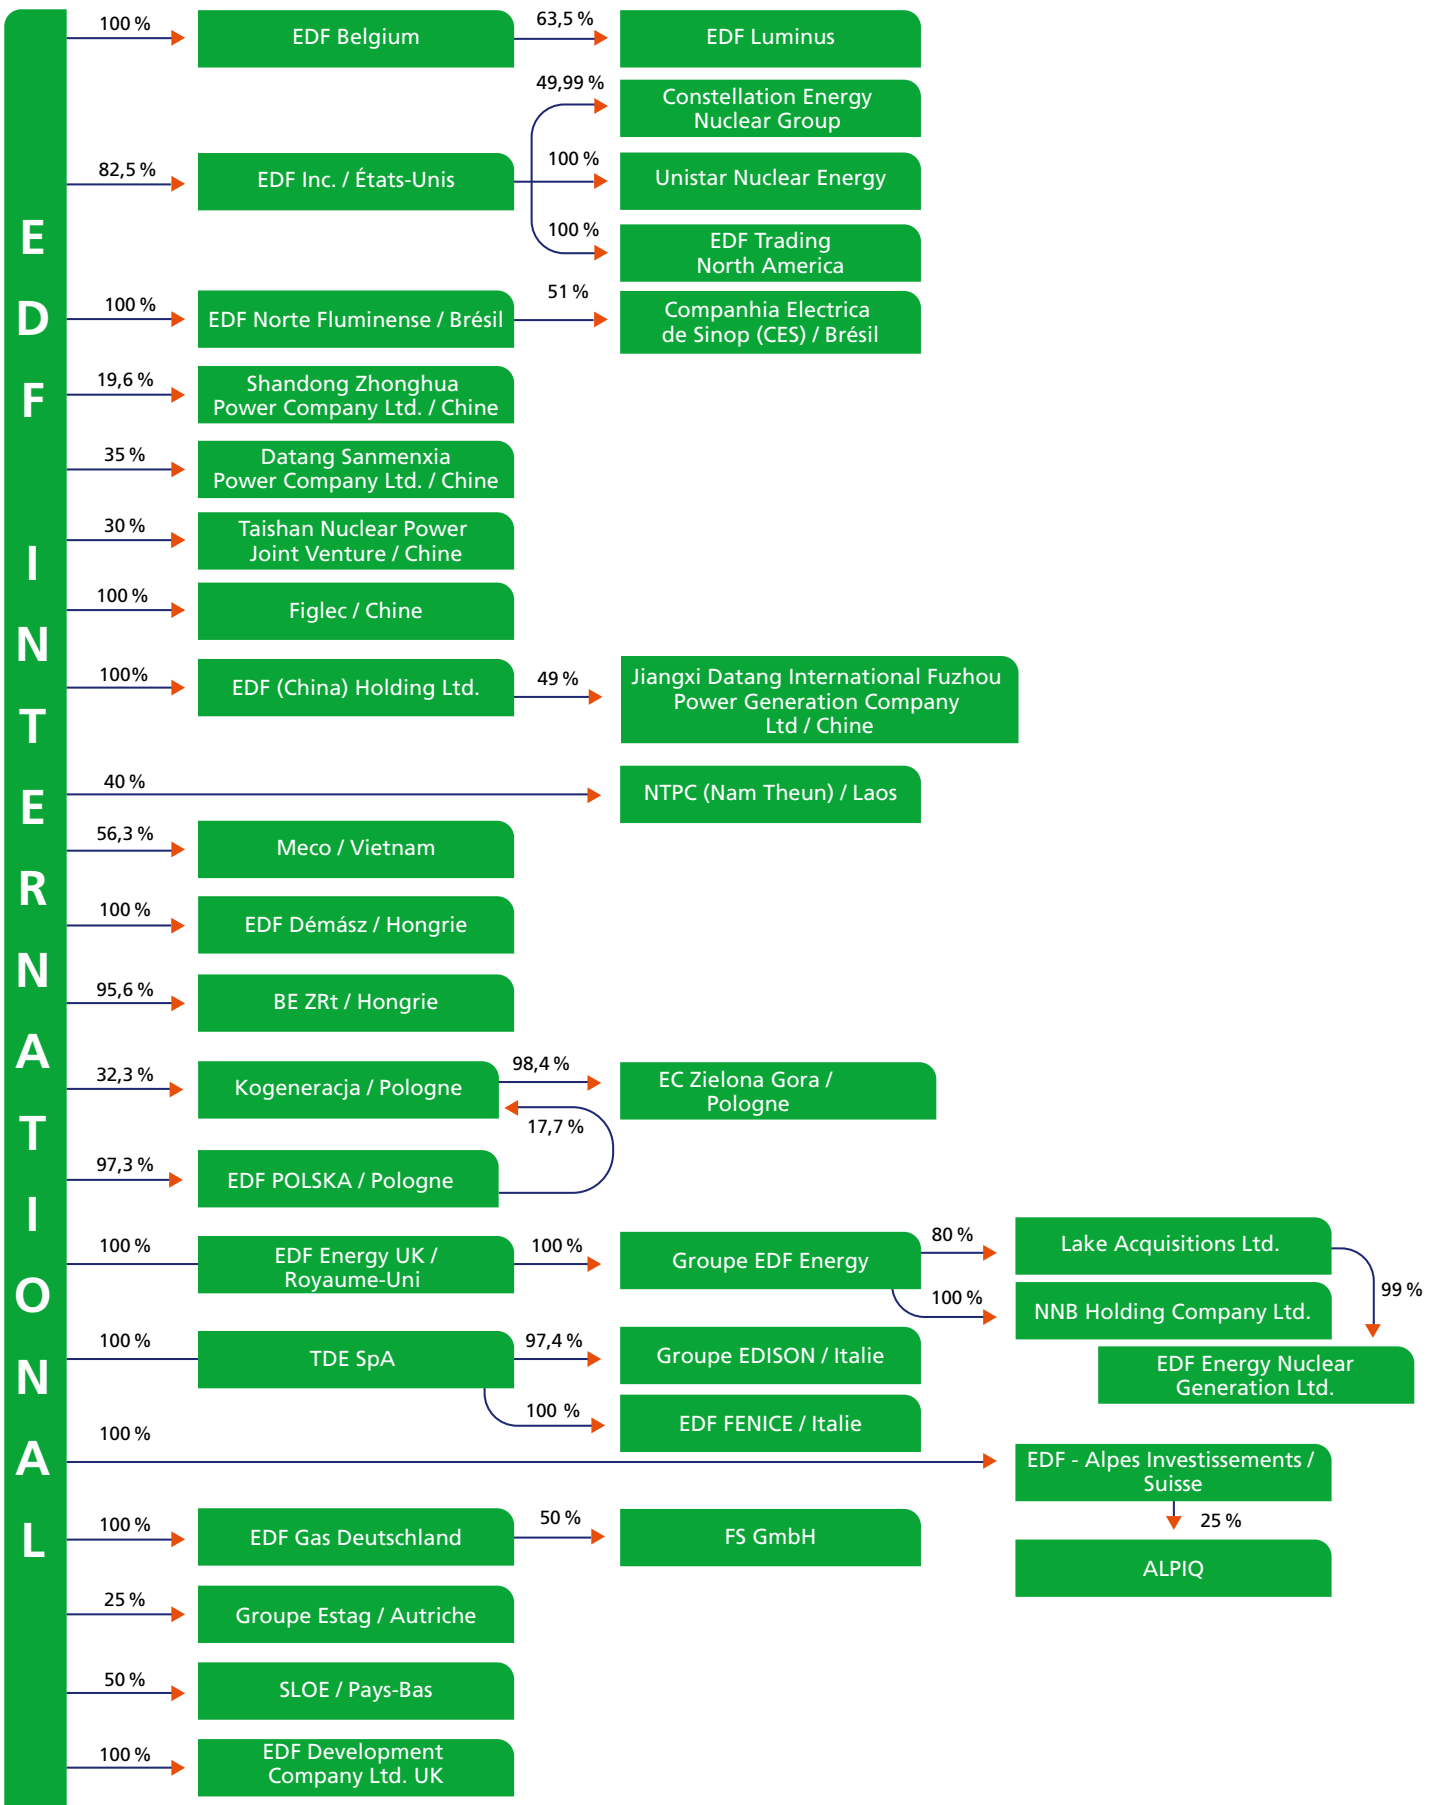 EDF INTERNATIONAL
100 %
EDF Belgium
63,5 %
EDF Luminus
82,5 %
EDF Inc. / États-Unis
49,99 %
Constellation Energy
Nuclear Group
100 %
Unistar Nuclear Energy
100 %
EDF Trading
North America
100 %
EDF Norte Fluminense / Brésil
51 %
Companhia Electrica
de Sinop (CES) / Brésil
19,6 %
Shandong Zhonghua
Power Company Ltd. / Chine
35 %
Datang Sanmenxia
Power Company Ltd. / Chine
30 %
Taishan Nuclear Power
Joint Venture / Chine
100 %
Figlec / Chine
100%
EDF (China) Holding Ltd.
49 %
Jiangxi Datang International Fuzhou
Power Generation Company
Ltd / Chine
40 %
NTPC (Nam Theun) / Laos
56,3 %
Meco / Vietnam
100 %
EDF Démász / Hongrie
95,6 %
BE ZRt / Hongrie
32,3 %
Kogeneracja / Pologne
98,4 %
EC Zielona Gora /
Pologne
17,7 %
97,3 %
EDF POLSKA / Pologne
100 %
EDF Energy UK /
Royaume-Uni
100 %
Groupe EDF Energy
80 %
Lake Acquisitions Ltd.
100 %
NNB Holding Company Ltd.
99 %
EDF Energy Nuclear
Generation Ltd.
100 %
TDE SpA
97,4 %
Groupe EDISON / Italie
100 %
EDF FENICE / Italie
100 %
EDF - Alpes Investissements /
Suisse
25 %
ALPIQ
100 %
EDF Gas Deutschland
50 %
FS GmbH
25 %
Groupe Estag / Autriche
50 %
SLOE / Pays-Bas
100 %
EDF Development
Company Ltd. UK